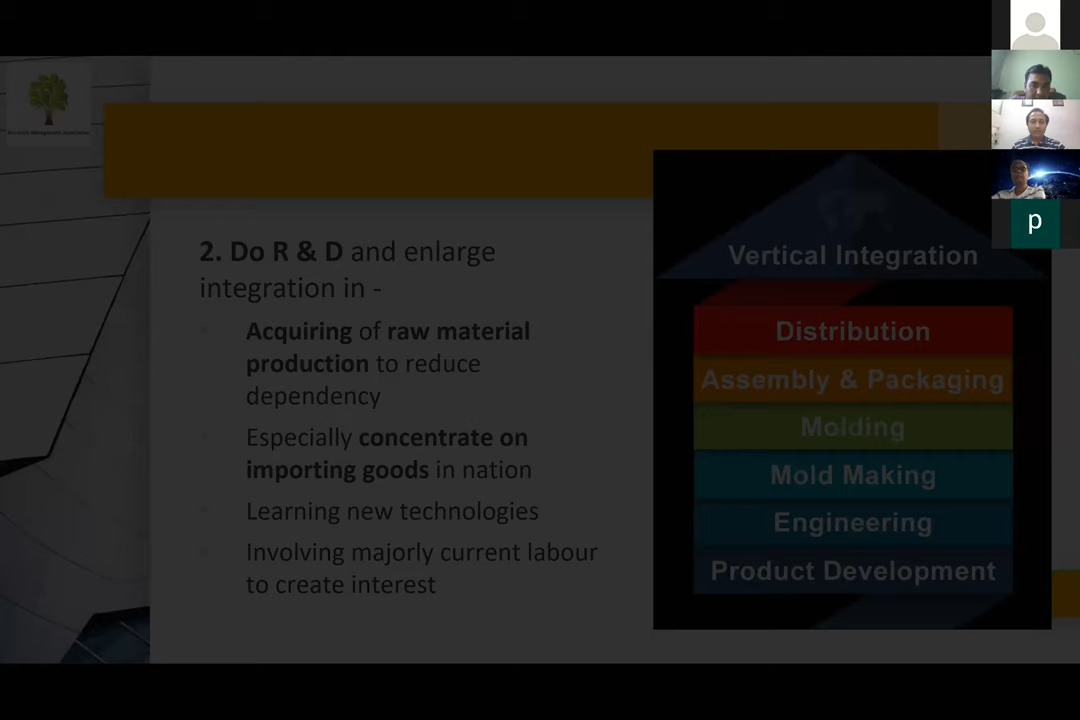 2. Do R & D and enlarge
integration in -
Acquiring of raw material
production to reduce
dependency
Especially concentrate on
importing goods in nation
Learning new technologies
Involving majorly current labour
to create interest
Vertical Integration
Distribution
Assembly & Packaging
Molding
Mold Making
Engineering
Product Development
p